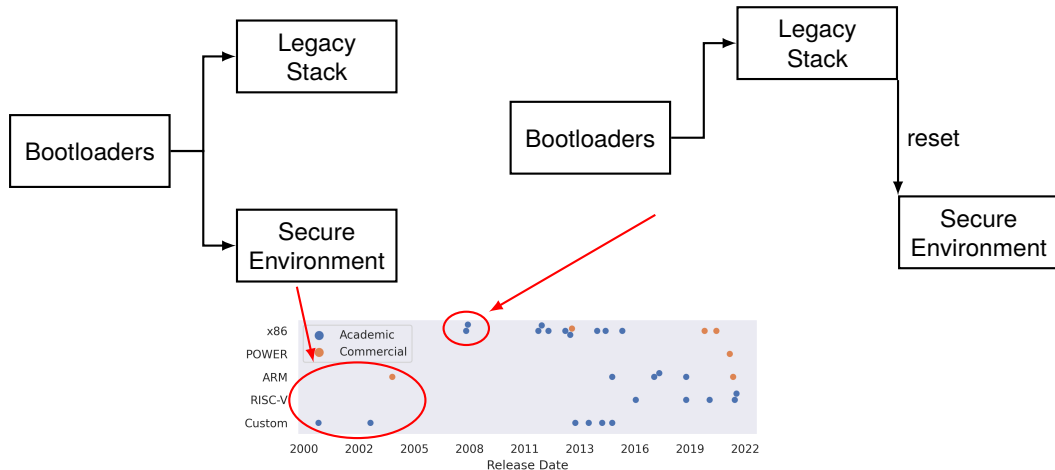 Legacy
Stack
Bootloaders
Secure
Environment
Legacy
Stack
Bootloaders
reset
Secure
Environment
x86
POWER
ARM
RISC-V
Custom
Academic
Commercial
2000 2002 2005 2008 2011 2013 2016 2019 2022
Release Date